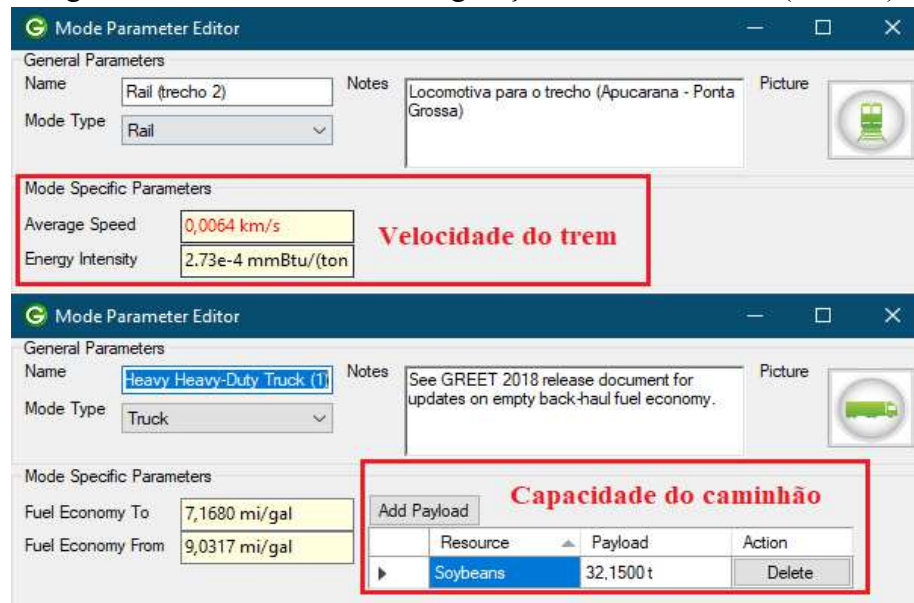 Mode Parameter Editor
General Parameters
Name Rail (trecho 2) Notes Locomotiva para o trecho (Apucarana - Ponta Grossa) Picture
Mode Type Rail
Mode Specific Parameters
Average Speed 0,0064 km/s
Velocidade do trem
Energy Intensity 2.73e-4 mmBtu/(ton
Mode Parameter Editor
General Parameters
Name Heavy Heavy-Duty Truck (1) Notes See GREET 2018 release document for
updates on empty back-haul fuel economy. Picture
Mode Type Truck
Mode Specific Parameters
Capacidade do caminhão
Fuel Economy To 7,1680 mi/gal Add Payload
Fuel Economy From 9,0317 mi/gal Resource Payload Action
Soybeans 32,1500 t Delete